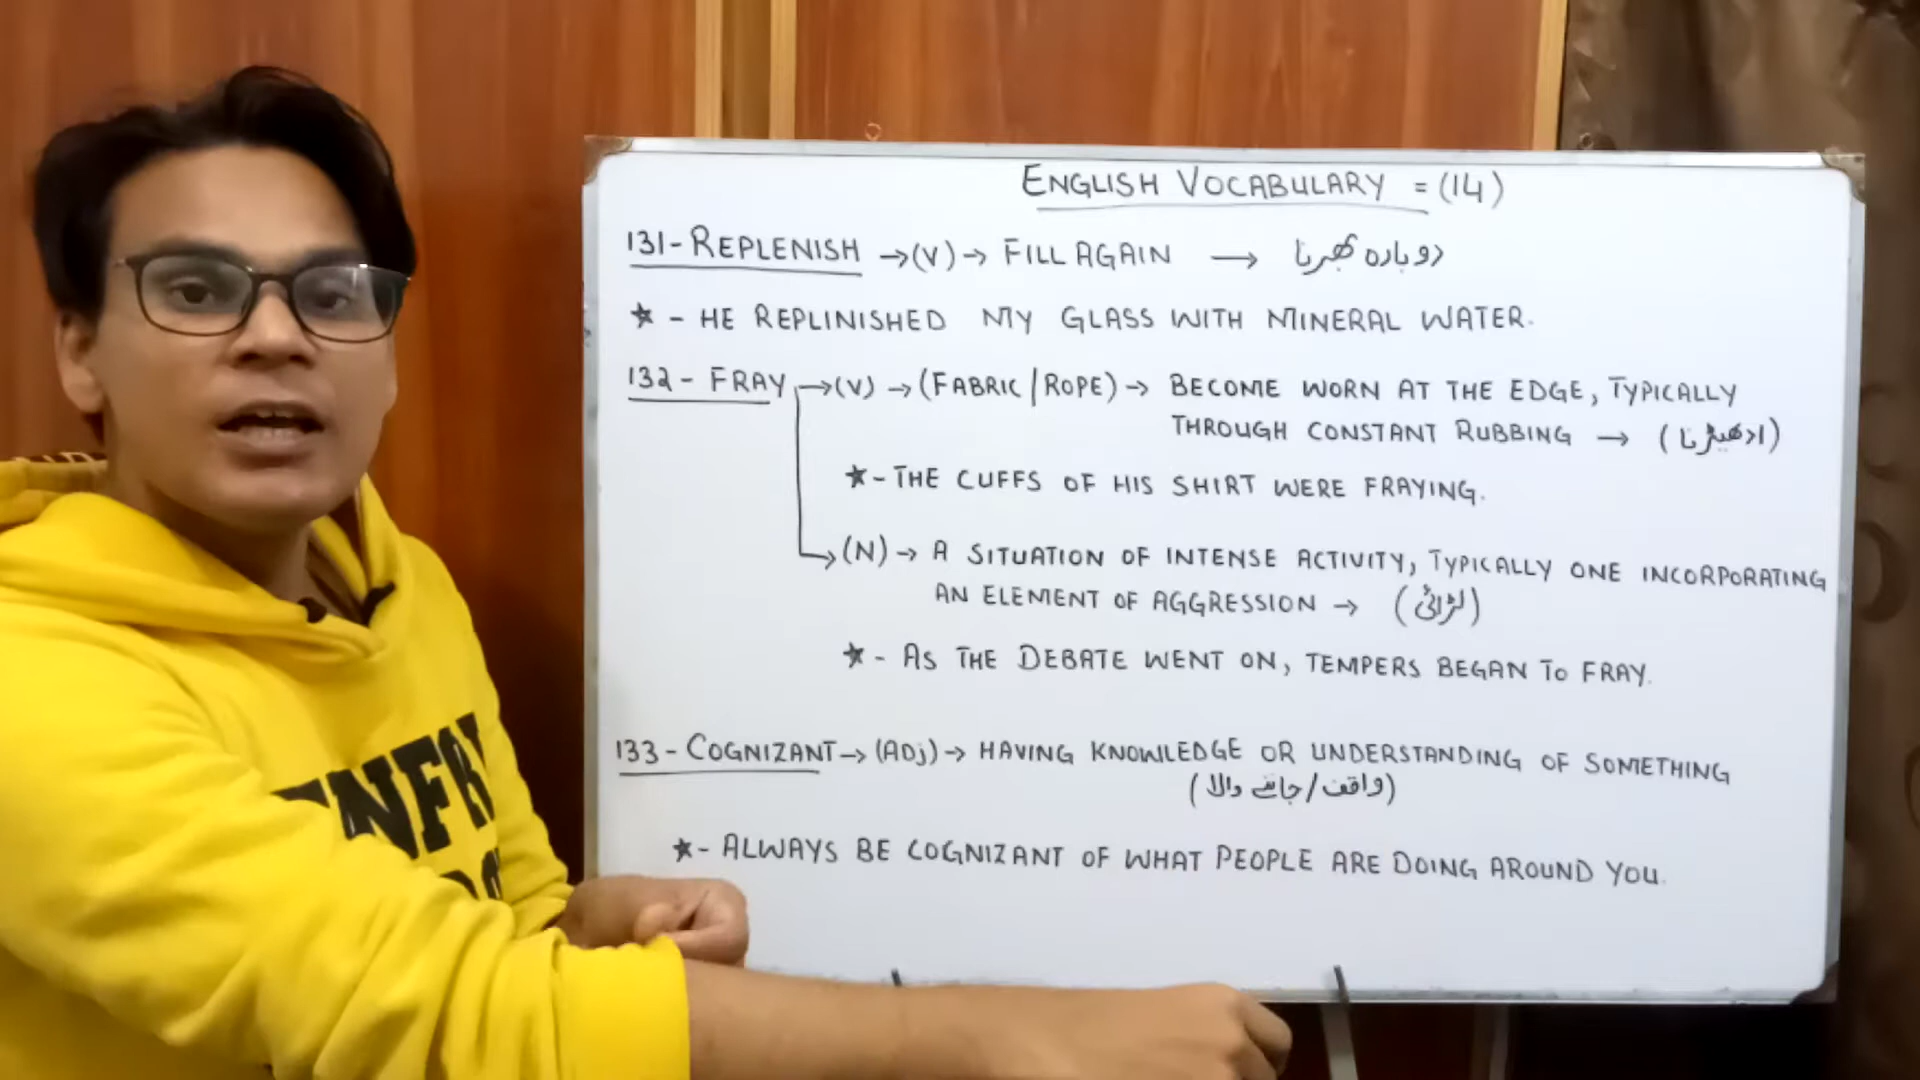 ENGLISH VOCABULARY = (14)
131-REPLENISH →(V)→ FILL AGAIN → دوبارہ بھرنا
★ - HE REPLINISHED MY GLASS WITH MINERAL WATER.
132 - FRAY →(V) → (FABRIC/ROPE) → BECOME WORN AT THE EDGE, TYPICALLY
THROUGH CONSTANT RUBBING → (ادھیڑنا)
★ - THE CUFFS OF HIS SHIRT WERE FRAYING.
→(N) → A SITUATION OF INTENSE ACTIVITY, TYPICALLY ONE INCORPORATING
AN ELEMENT OF AGGRESSION → (لڑائی)
★ - AS THE DEBATE WENT ON, TEMPERS BEGAN TO FRAY.
133 - COGNIZANT → (ADJ) → HAVING KNOWLEDGE OR UNDERSTANDING OF SOMETHING
(واقف/جاننے والا)
★ - ALWAYS BE COGNIZANT OF WHAT PEOPLE ARE DOING AROUND YOU.